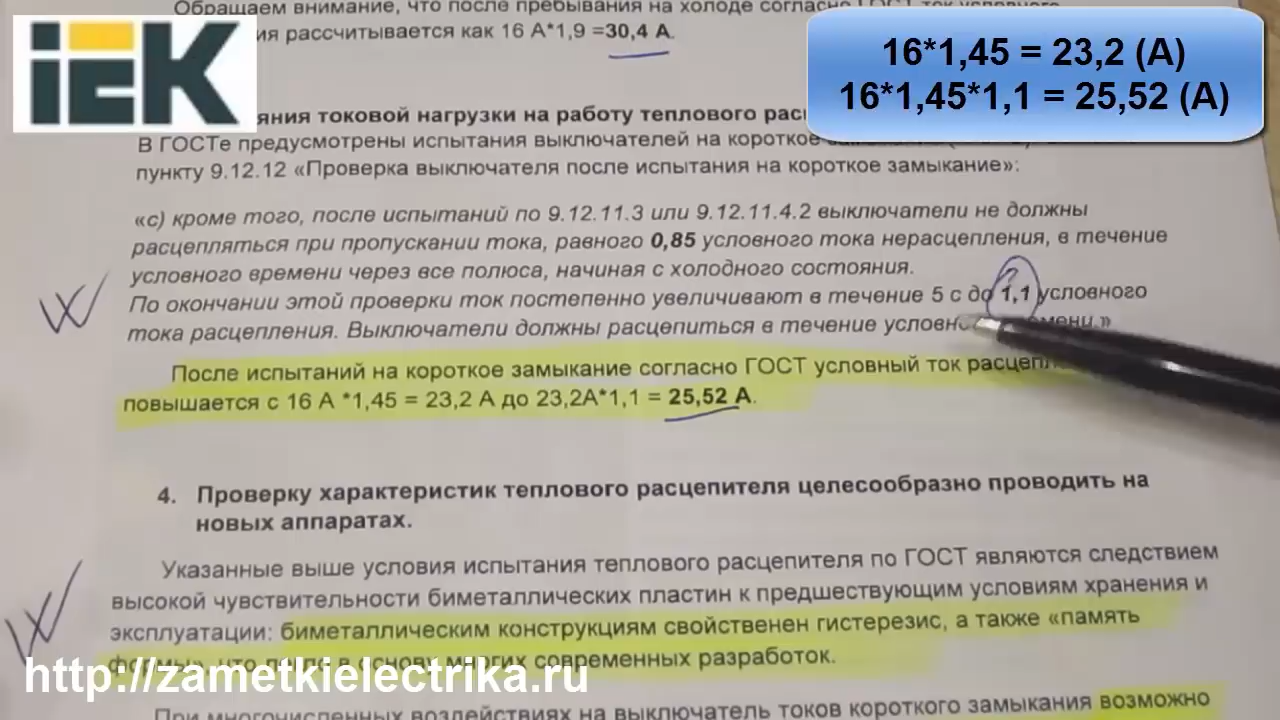 Обращаем внимание, что после пребывания на холоде согласно ГОСТ ток условного
рассчитывается как 16 А*1,9 =30,4 А.
IEK
16*1,45 = 23,2 (А)
16*1,45*1,1 = 25,52 (А)
токовой нагрузки на работу теплового
В ГОСТе предусмотрены испытания выключателей на короткое
пункту 9.12.12 «Проверка выключателя после испытания на короткое замыкание»:
«с) кроме того, после испытаний по 9.12.11.3 или 9.12.11.4.2 выключатели не должны
расцепляться при пропускании тока, равного 0,85 условного тока нерасцепления, в течение
условного времени через все полюса, начиная с холодного состояния.
По окончании этой проверки ток постепенно увеличивают в течение 5 с до 1,1 условного
?
тока расцепления. Выключатели должны расцепиться в течение
После испытаний на короткое замыкание согласно ГОСТ условный ток
повышается с 16 А *1,45 = 23,2 А до 23,2А*1,1 = 25,52 А.
4. Проверку характеристик теплового расцепителя целесообразно проводить на
новых аппаратах.
Указанные выше условия испытания теплового расцепителя по ГОСТ являются следствием
высокой чувствительности биметаллических пластин к предшествующим условиям хранения и
эксплуатации: биметаллическим конструкциям свойственен гистерезис, а также «память
в основу многих современных разработок.
http://zametkielectrika.ru
При многочисленных воздействиях на выключатель токов короткого замыкания возможно